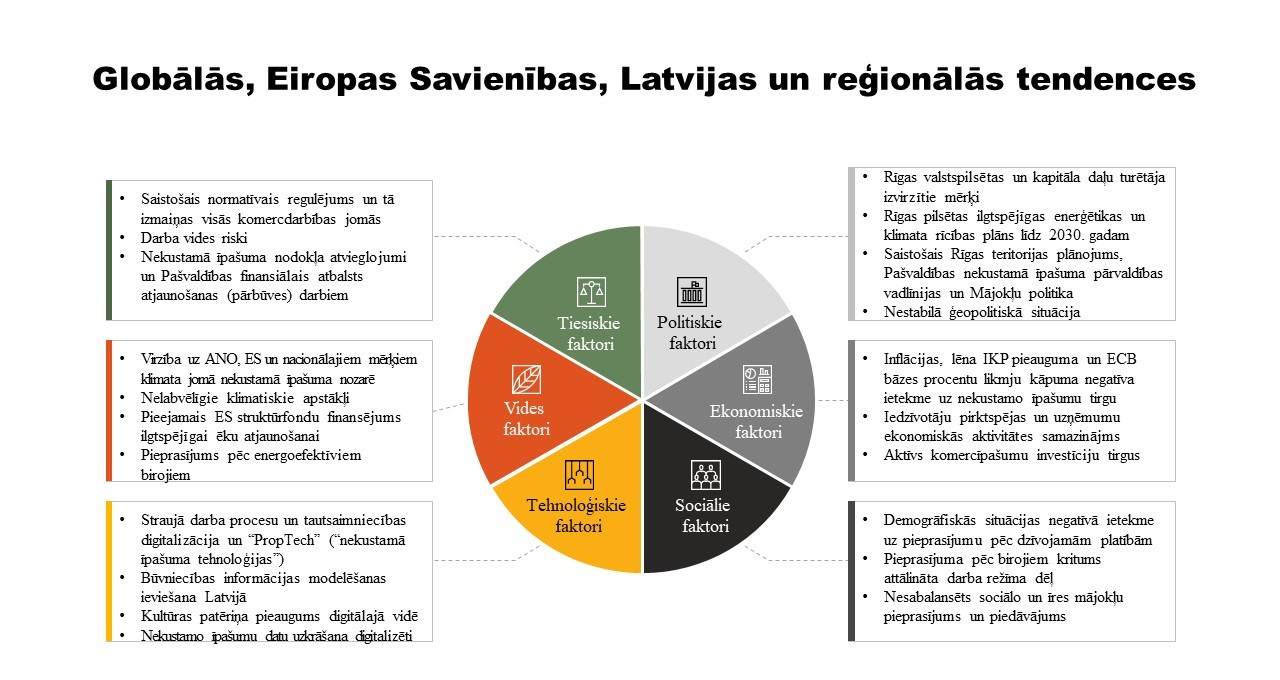 Globālās, Eiropas Savienības, Latvijas un reģionālās tendences
• Saistošais normatīvais regulējums un tā
izmaiņas visās komercdarbības jomās
• Darba vides riski
• Nekustamā īpašuma nodokļa atvieglojumi
un Pašvaldības finansiālais atbalsts
atjaunošanas (pārbūves) darbiem
• Virzība uz ANO, ES un nacionālajiem mērķiem
klimata jomā nekustamā īpašuma nozarē
• Nelabvēlīgie klimatiskie apstākļi
• Pieejamais ES struktūrfondu finansējums
ilgtspējīgai ēku atjaunošanai
• Pieprasījums pēc energoefektīviem
birojiem
• Straujā darba procesu un tautsaimniecības
digitalizācija un “PropTech” (“nekustamā
īpašuma tehnoloģijas”)
• Būvniecības informācijas modelēšanas
ieviešana Latvijā
• Kultūras patēriņa pieaugums digitālajā vidē
• Nekustamo īpašumu datu uzkrāšana digitalizēti
Tiesiskie
faktori
Politiskie
faktori
Vides
faktori
Ekonomiskie
faktori
Tehnoloģiskie
faktori
Sociālie
faktori
• Rīgas valstspilsētas un kapitāla daļu turētāja
izvirzītie mērķi
• Rīgas pilsētas ilgtspējīgas enerģētikas un
klimata rīcības plāns līdz 2030. gadam
• Saistošais Rīgas teritorijas plānojums,
Pašvaldības nekustamā īpašuma pārvaldības
vadlīnijas un Mājokļu politika
• Nestabilā ģeopolitiskā situācija
• Inflācijas, lēna IKP pieauguma un ECB
bāzes procentu likmju kāpuma negatīva
ietekme uz nekustamo īpašumu tirgu
• Iedzīvotāju pirktspējas un uzņēmumu
ekonomiskās aktivitātes samazinājms
• Aktīvs komercīpašumu investīciju tirgus
• Demogrāfiskās situācijas negatīvā ietekme
uz pieprasījumu pēc dzīvojamām platībām
• Pieprasījuma pēc birojiem kritums
attālināta darba režīma dēļ
• Nesabalansēts sociālo un īres mājokļu
pieprasījums un piedāvājums